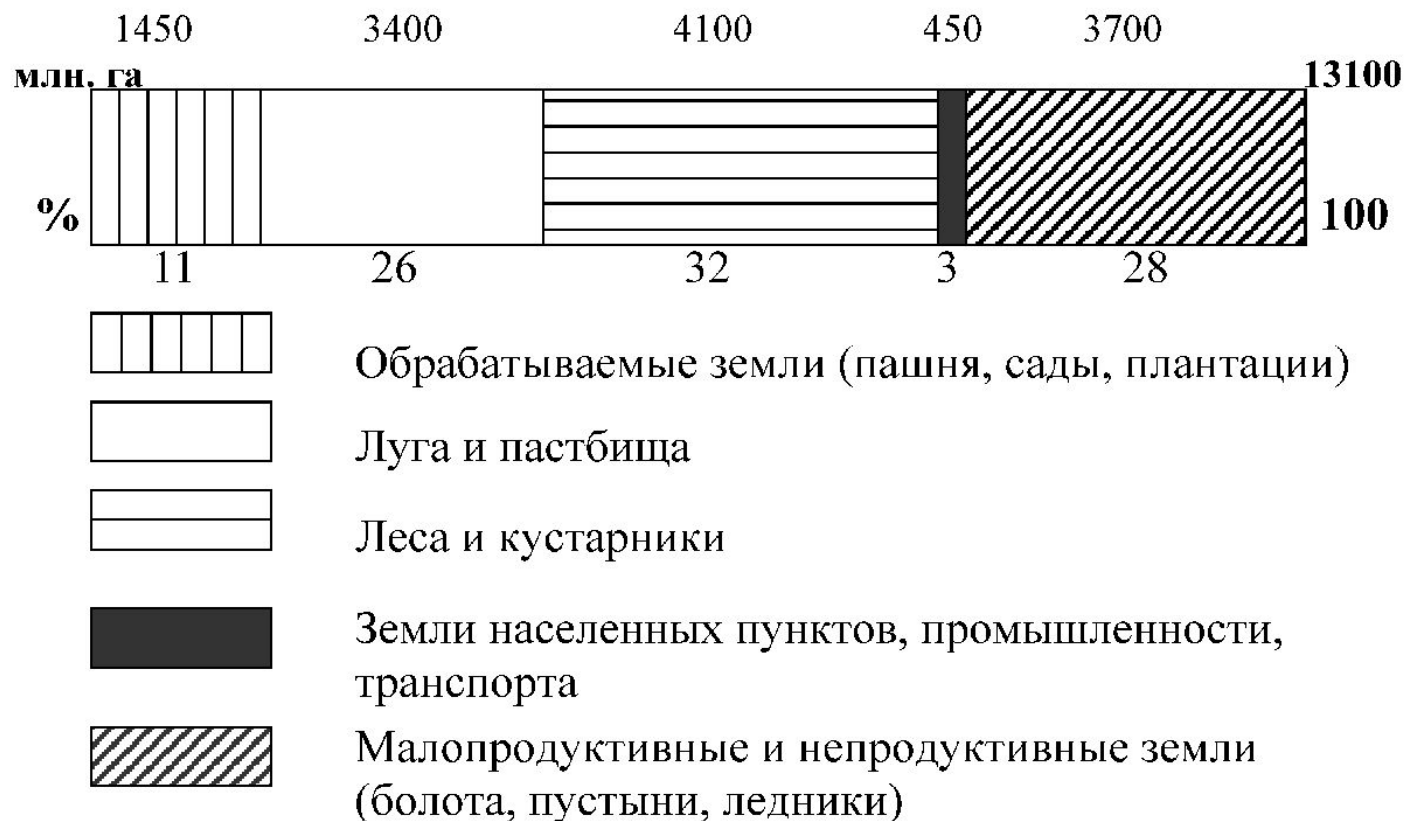 1450 3400 4100 450 3700
млн. га 13100
% 100
11 26 32 3 28
Обрабатываемые земли (пашня, сады, плантации)
Луга и пастбища
Леса и кустарники
Земли населенных пунктов, промышленности,
транспорта
Малопродуктивные и непродуктивные земли
(болота, пустыни, ледники)